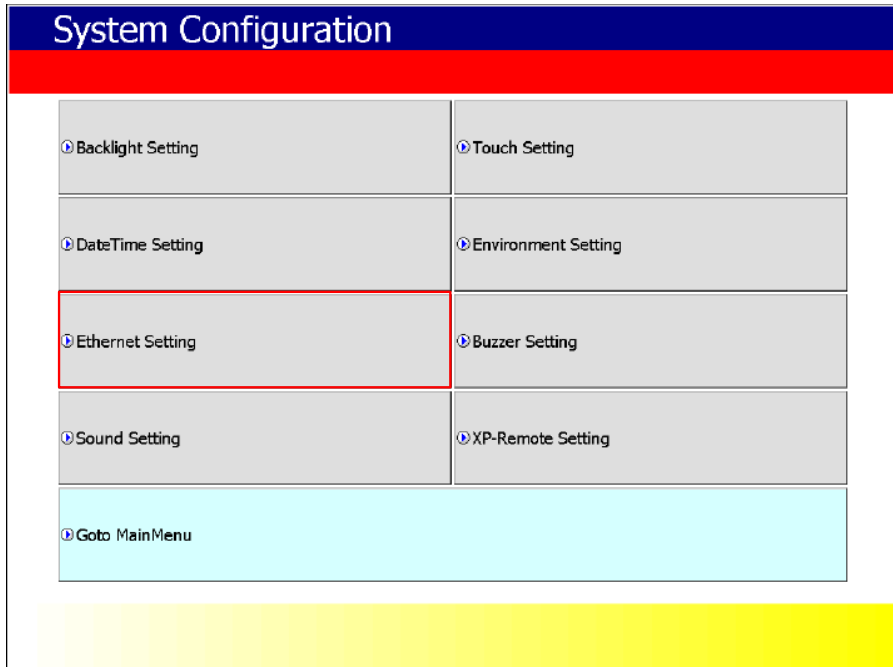 System Configuration
Backlight Setting
Touch Setting
DateTime Setting
Environment Setting
Ethernet Setting
Buzzer Setting
Sound Setting
XP-Remote Setting
Goto MainMenu